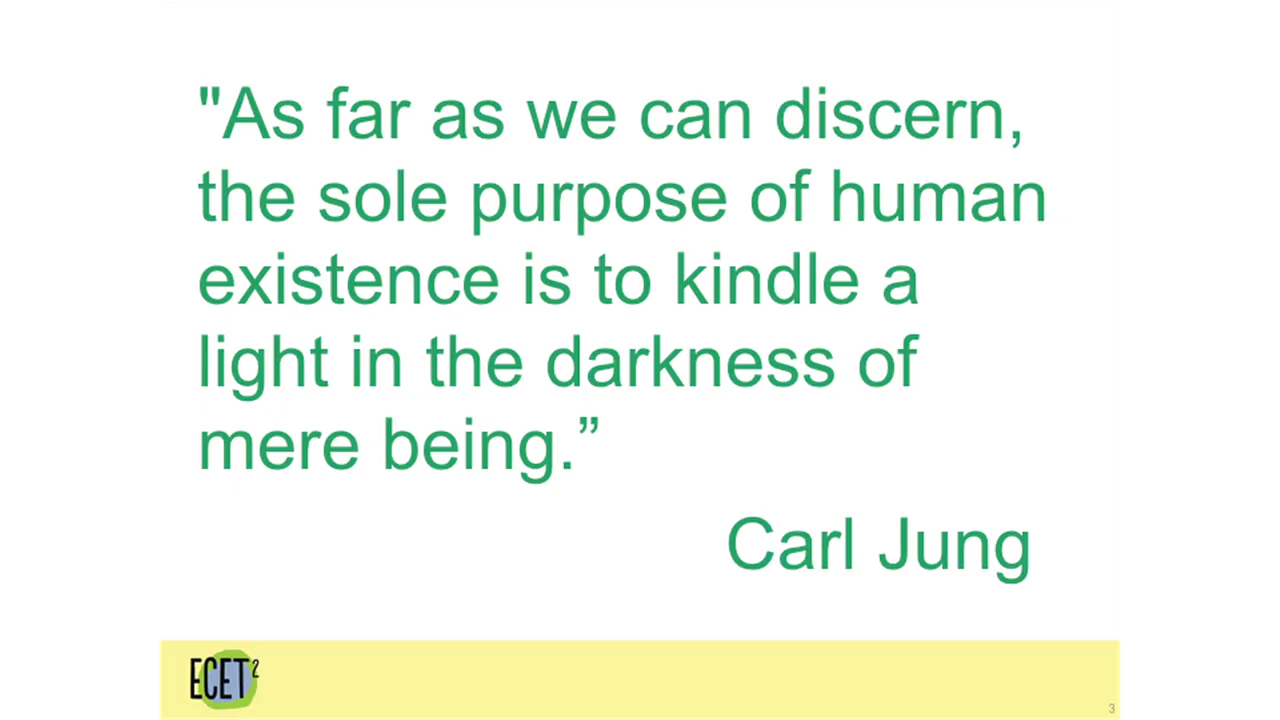 "As far as we can discern,
the sole purpose of human
existence is to kindle a
light in the darkness of
mere being.”
Carl Jung
ECET²
3